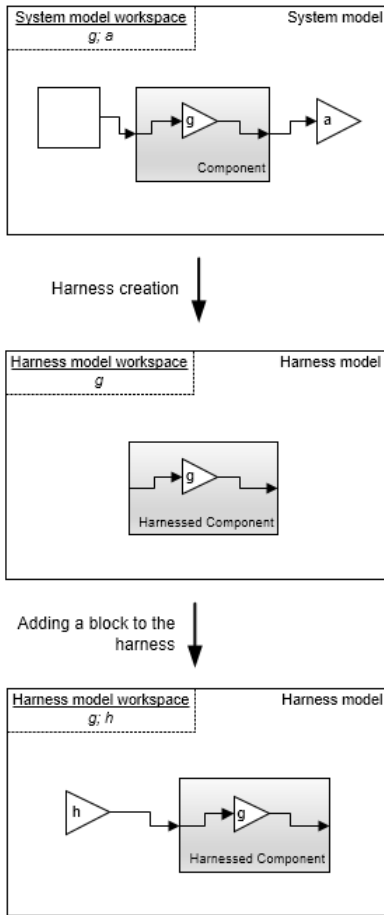 System model workspace
System model
g; a
g
a
Component
Harness creation
Harness model workspace
Harness model
g
g
Harnessed Component
Adding a block to the
harness
Harness model workspace
Harness model
g; h
h
g
Harnessed Component